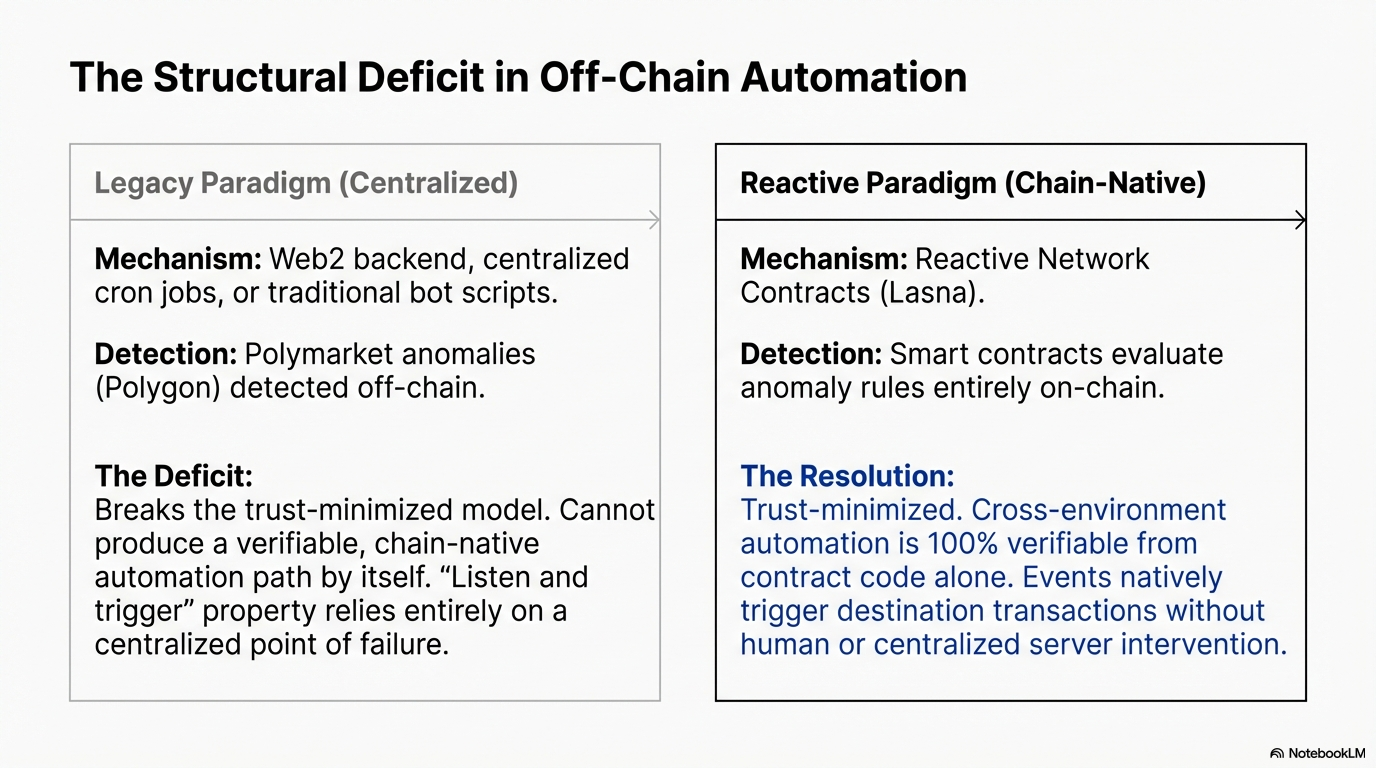 The Structural Deficit in Off-Chain Automation
Legacy Paradigm (Centralized)
Mechanism: Web2 backend, centralized
cron jobs, or traditional bot scripts.
Detection: Polymarket anomalies
(Polygon) detected off-chain.
The Deficit:
Breaks the trust-minimized model. Cannot
produce a verifiable, chain-native
automation path by itself. “Listen and
trigger” property relies entirely on a
centralized point of failure.
Reactive Paradigm (Chain-Native)
Mechanism: Reactive Network
Contracts (Lasna).
Detection: Smart contracts evaluate
anomaly rules entirely on-chain.
The Resolution:
Trust-minimized. Cross-environment
automation is 100% verifiable from
contract code alone. Events natively
trigger destination transactions without
human or centralized server intervention.
NotebookLM